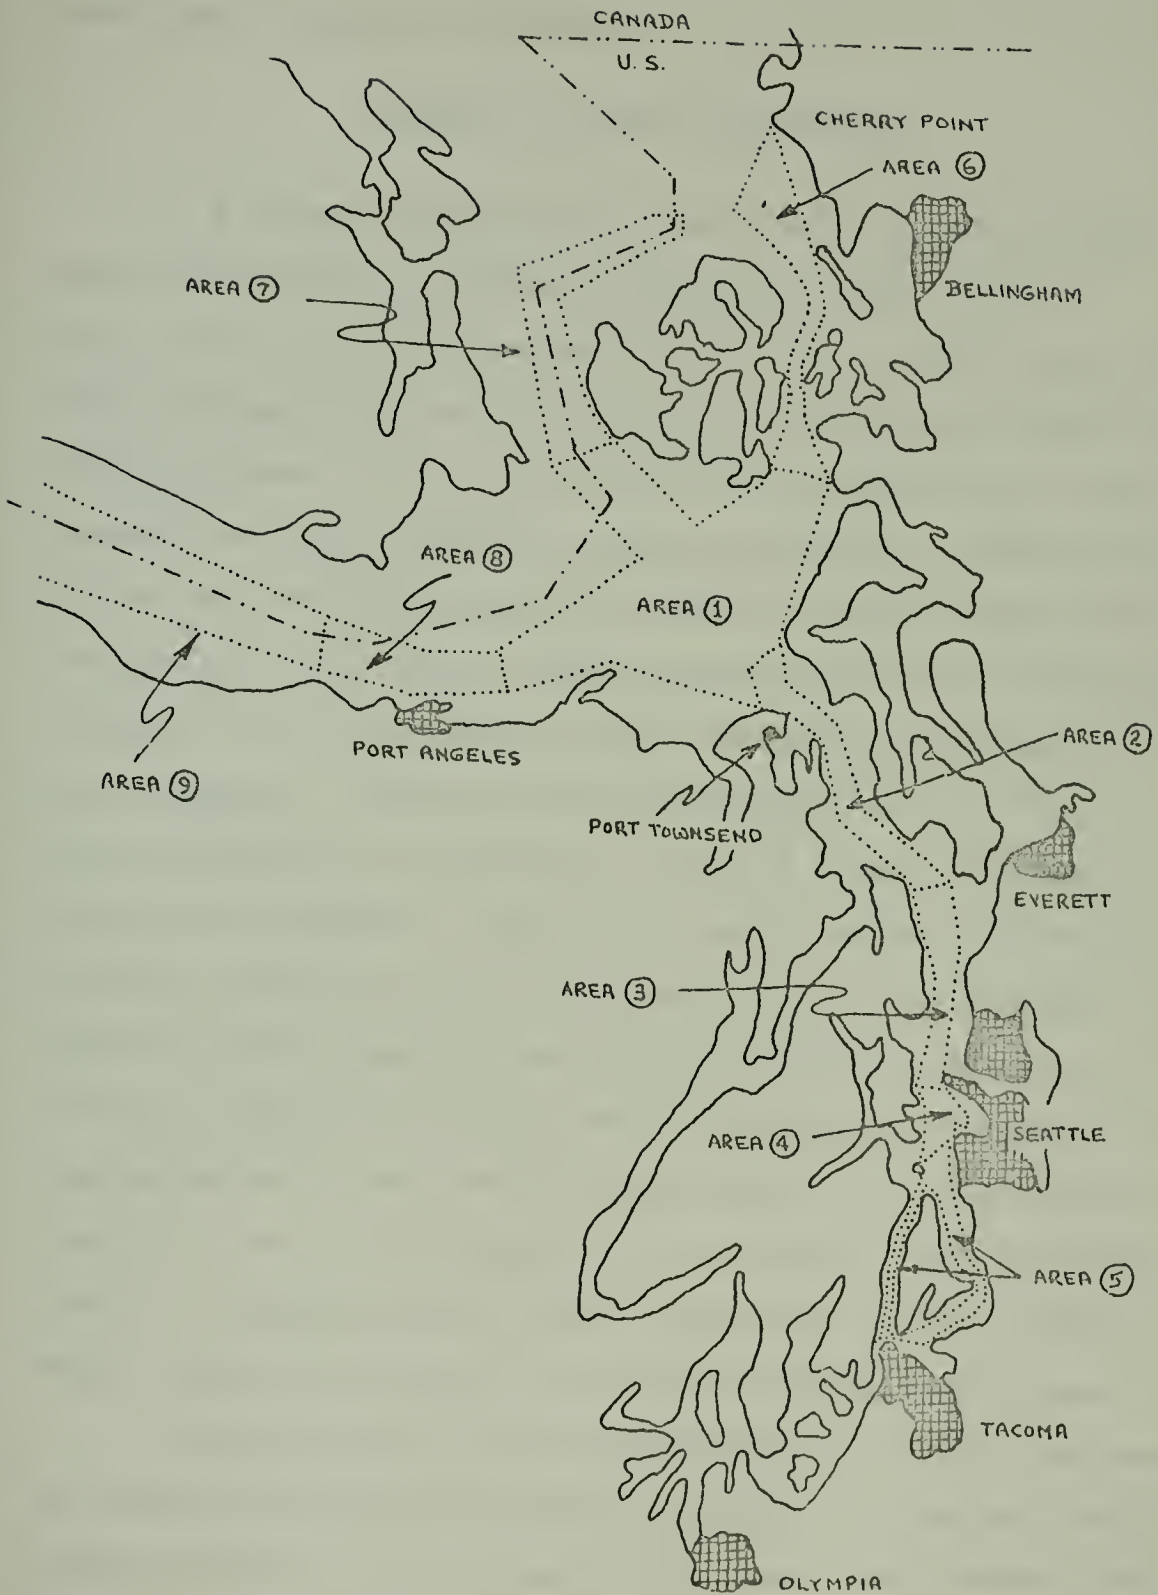 CANADA
U.S.
CHERRY POINT
AREA 6
BELLINGHAM
AREA 7
AREA 8
AREA 1
AREA 2
PORT ANGELES
AREA 9
PORT TOWNSEND
EVERETT
AREA 3
AREA 4
SEATTLE
AREA 5
TACOMA
OLYMPIA